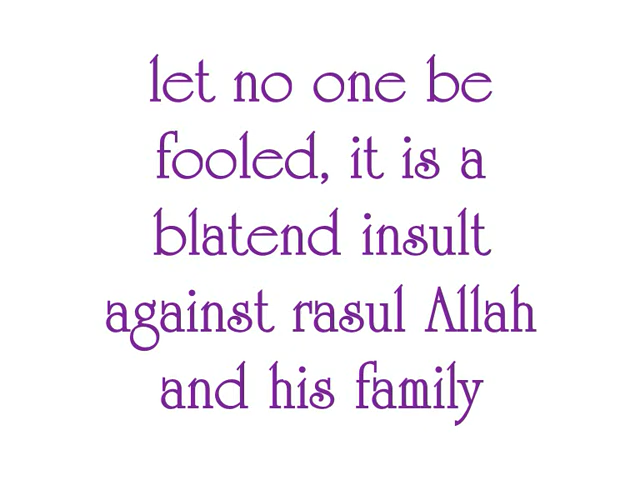 let no one be
fooled, it is a
blatend insult
against rasul Allah
and his family